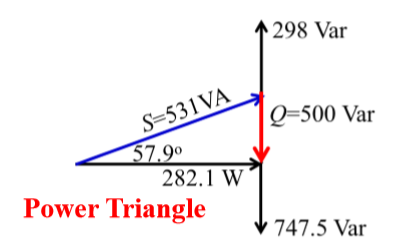 298 Var
S=531VA
Q=500 Var
57.9°
282.1 W
Power Triangle
747.5 Var